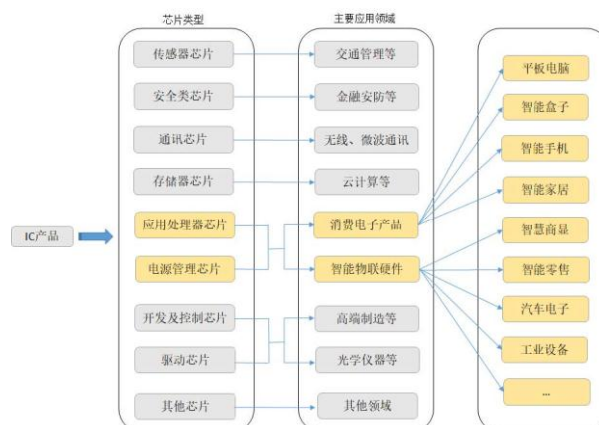 芯片类型
主要应用领域
IC产品
传感器芯片
安全类芯片
通讯芯片
存储器芯片
应用处理器芯片
电源管理芯片
开发及控制芯片
驱动芯片
其他芯片
交通管理等
金融安防等
无线、微波通讯
云计算等
消费电子产品
智能物联硬件
高端制造等
光学仪器等
其他领域
平板电脑
智能盒子
智能手机
智能家居
智慧商显
智能零售
汽车电子
工业设备
...